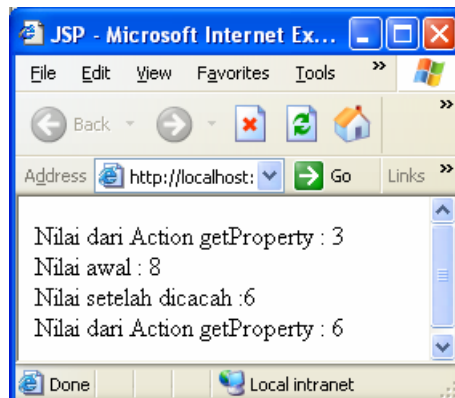 JSP - Microsoft Internet Ex...
File Edit View Favorites Tools »
Back »
Address http://localhost: Go Links »
Nilai dari Action getProperty : 3
Nilai awal : 8
Nilai setelah dicacah :6
Nilai dari Action getProperty : 6
Done Local intranet